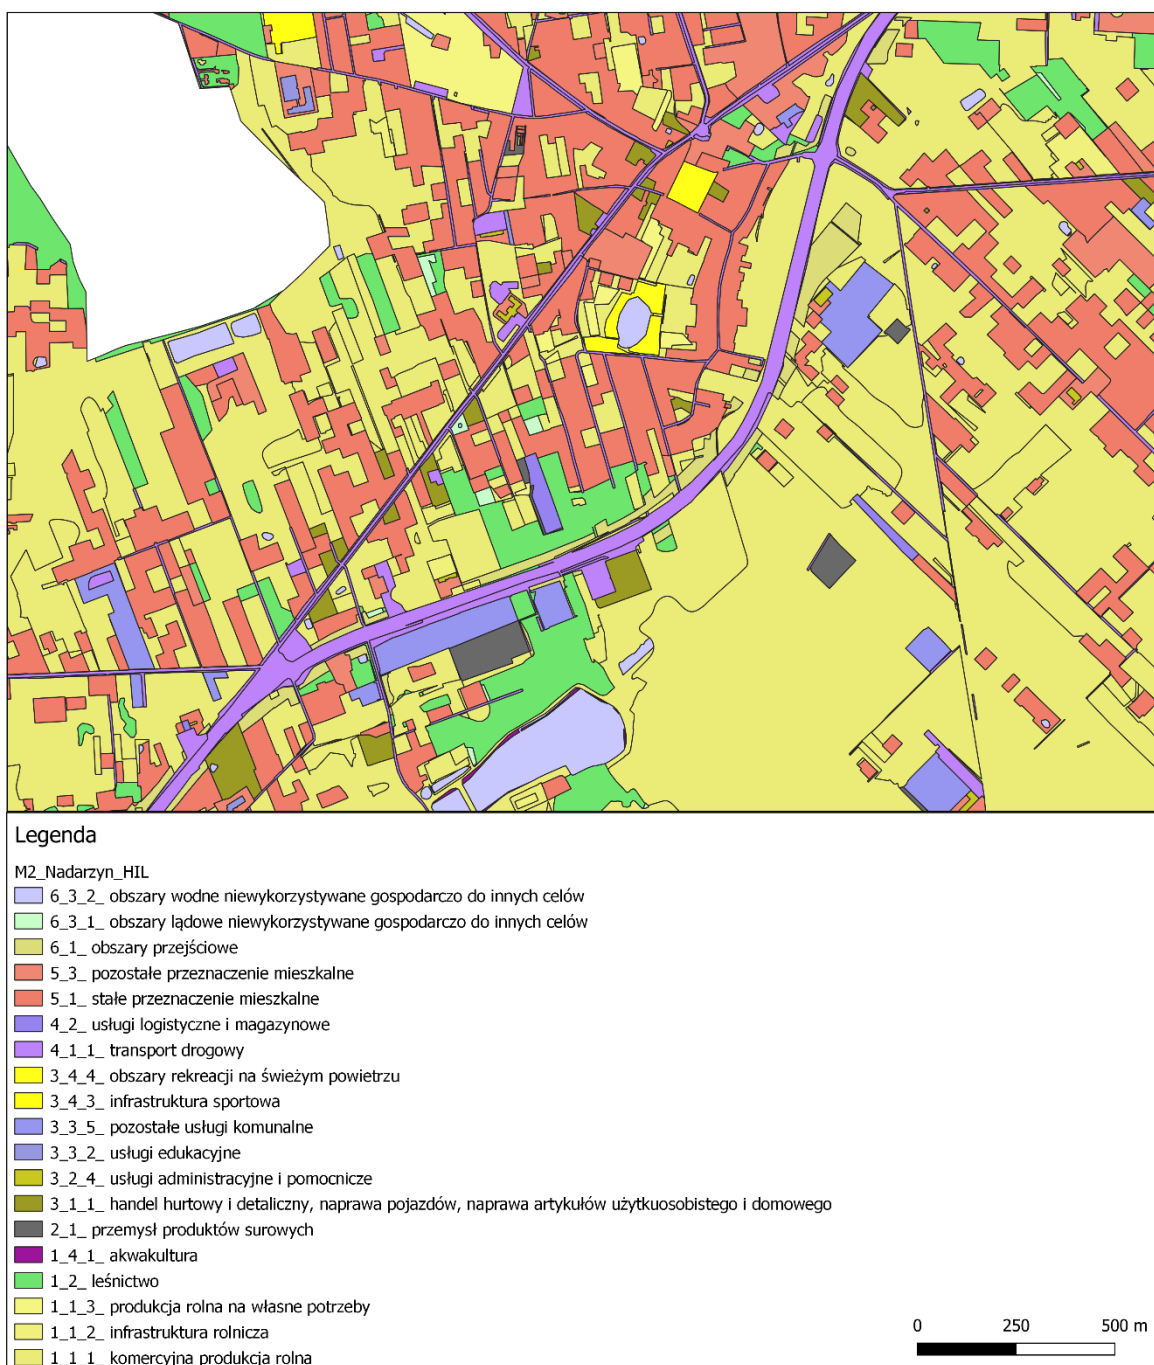 Legenda
M2_Nadarzyn_HIL
6_3_2_ obszary wodne niewykorzystywane gospodarczo do innych celów
6_3_1_ obszary lądowe niewykorzystywane gospodarczo do innych celów
6_1_ obszary przejściowe
5_3_ pozostałe przeznaczenie mieszkalne
5_1_ stałe przeznaczenie mieszkalne
4_2_ usługi logistyczne i magazynowe
4_1_1_ transport drogowy
3_4_4_ obszary rekreacji na świeżym powietrzu
3_4_3_ infrastruktura sportowa
3_3_5_ pozostałe usługi komunalne
3_3_2_ usługi edukacyjne
3_2_4_ usługi administracyjne i pomocnicze
3_1_1_ handel hurtowy i detaliczny, naprawa pojazdów, naprawa artykułów użytkuosobistego i domowego
2_1_ przemysł produktów surowych
1_4_1_ akwakultura
1_2_ leśnictwo
1_1_3_ produkcja rolna na własne potrzeby
1_1_2_ infrastruktura rolnicza
1_1_1_ komercyjna produkcja rolna
0 250 500 m